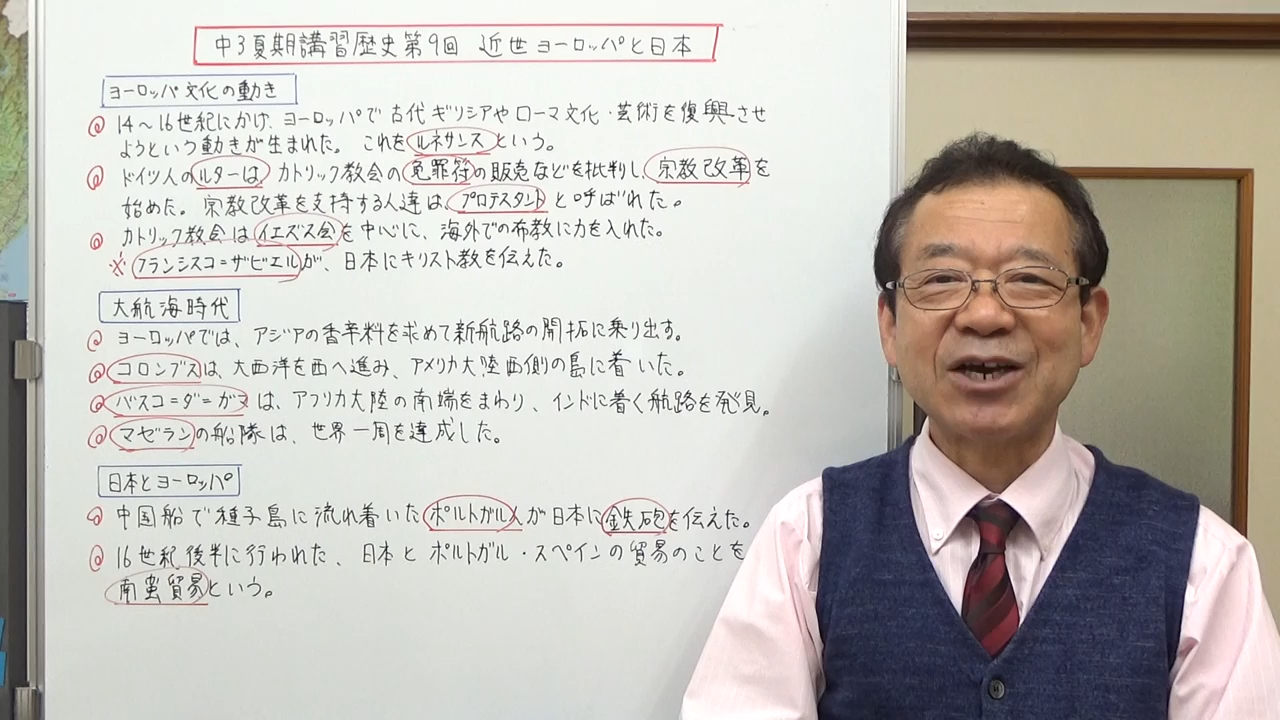 中3夏期講習歴史第9回 近世ヨーロッパと日本
ヨーロッパ文化の動き
◎ 14～16世紀にかけ、ヨーロッパで古代ギリシアやローマ文化・芸術を復興させ
ようという動きが生まれた。これをルネサンスという。
◎ ドイツ人のルターは、カトリック教会の免罪符の販売などを批判し、宗教改革を
始めた。宗教改革を支持する人達は、プロテスタントと呼ばれた。
◎ カトリック教会はイエズス会を中心に、海外での布教に力を入れた。
※フランシスコ=ザビエルが、日本にキリスト教を伝えた。
大航海時代
◎ ヨーロッパでは、アジアの香辛料を求めて新航路の開拓に乗り出す。
◎ コロンブスは、大西洋を西へ進み、アメリカ大陸西側の島に着いた。
◎ バスコ=ダ=ガマは、アフリカ大陸の南端をまわり、インドに着く航路を発見。
◎ マゼランの船隊は、世界一周を達成した。
日本とヨーロッパ
◎ 中国船で種子島に流れ着いたポルトガル人が日本に鉄砲を伝えた。
◎ 16世紀後半に行われた、日本とポルトガル・スペインの貿易のことを
南蛮貿易という。